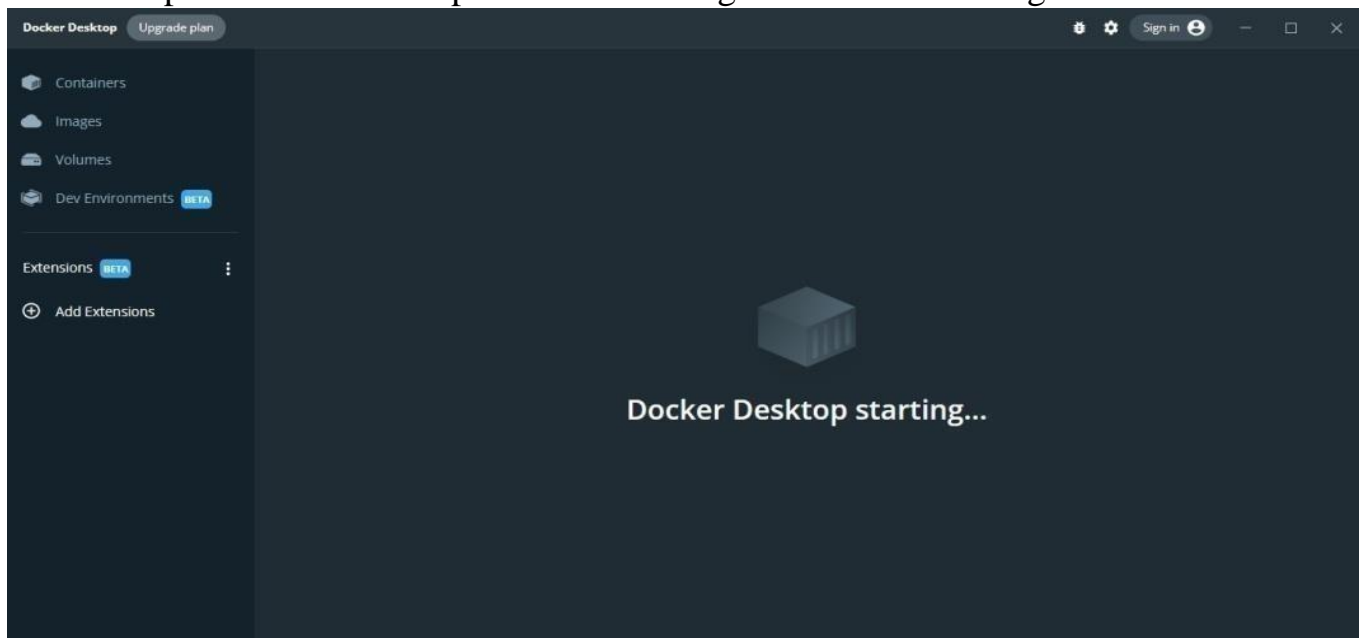 Docker Desktop Upgrade plan Sign in
Containers
Images
Volumes
Dev Environments BETA
Extensions BETA
Add Extensions
Docker Desktop starting...